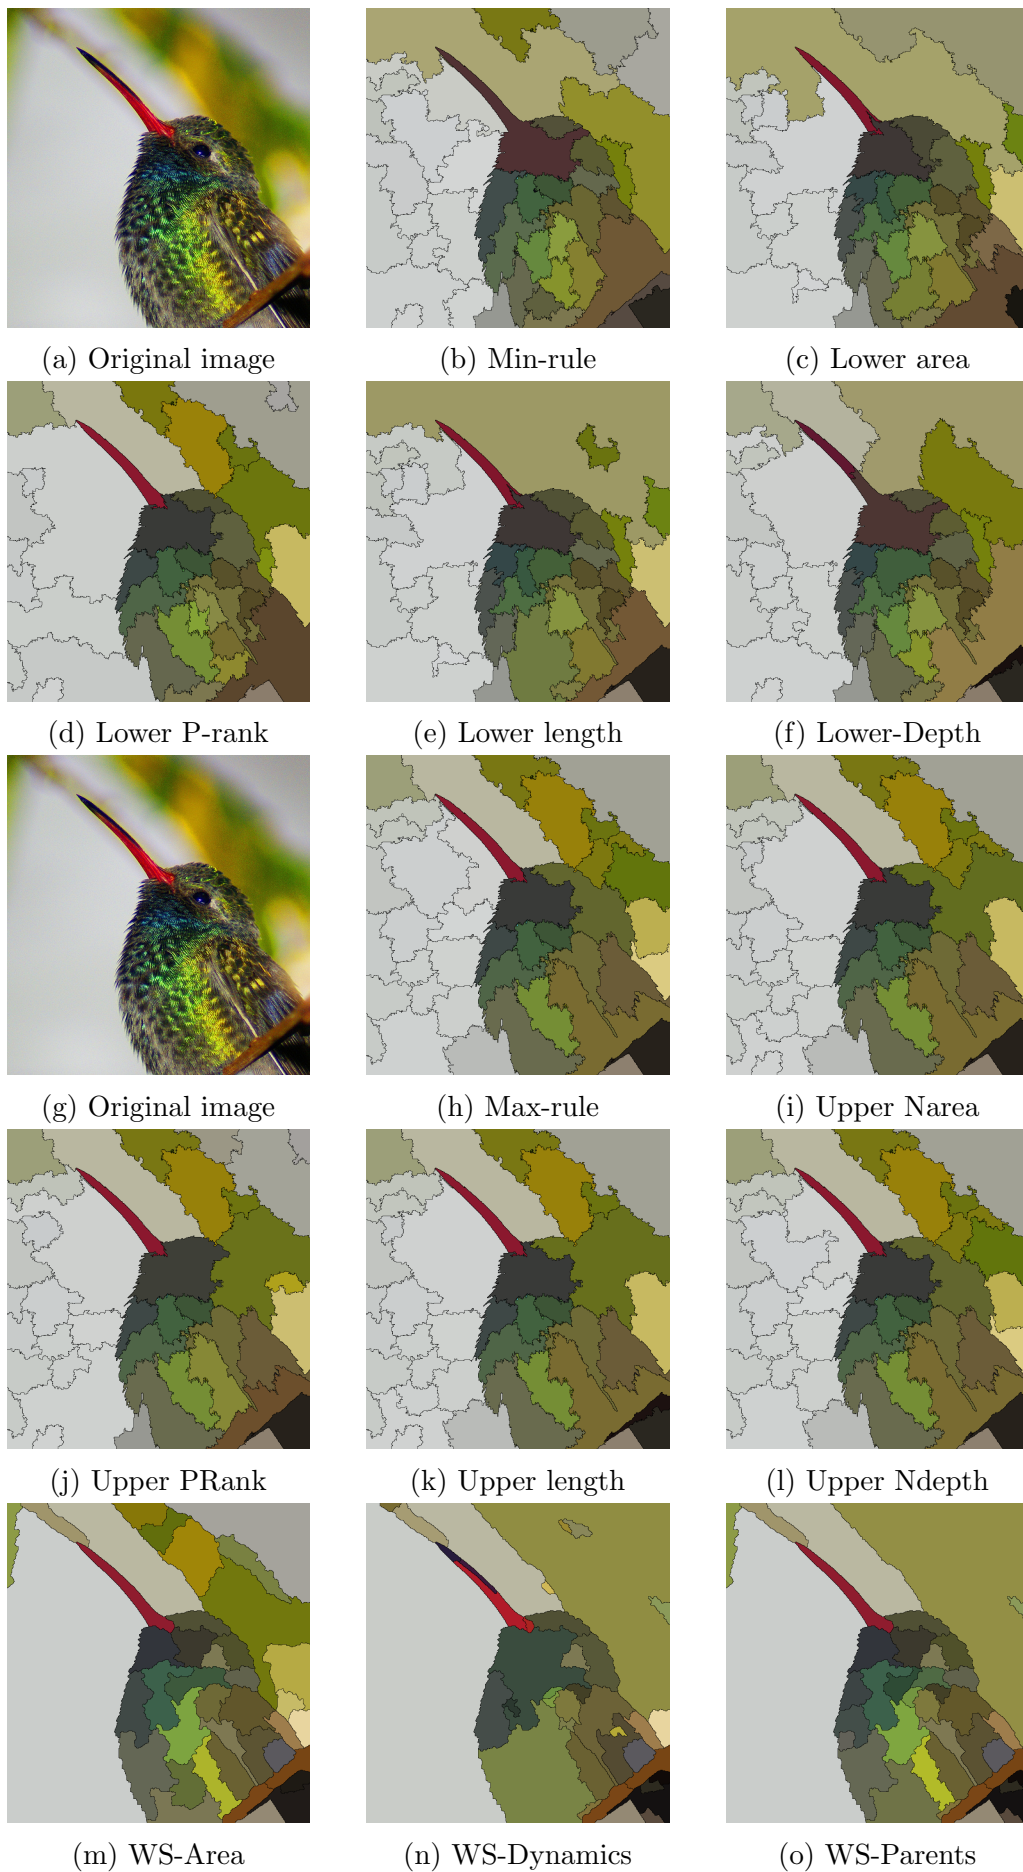 (a) Original image (b) Min-rule (c) Lower area
(d) Lower P-rank (e) Lower length (f) Lower-Depth
(g) Original image (h) Max-rule (i) Upper Narea
(j) Upper PRank (k) Upper length (l) Upper Ndepth
(m) WS-Area (n) WS-Dynamics (o) WS-Parents